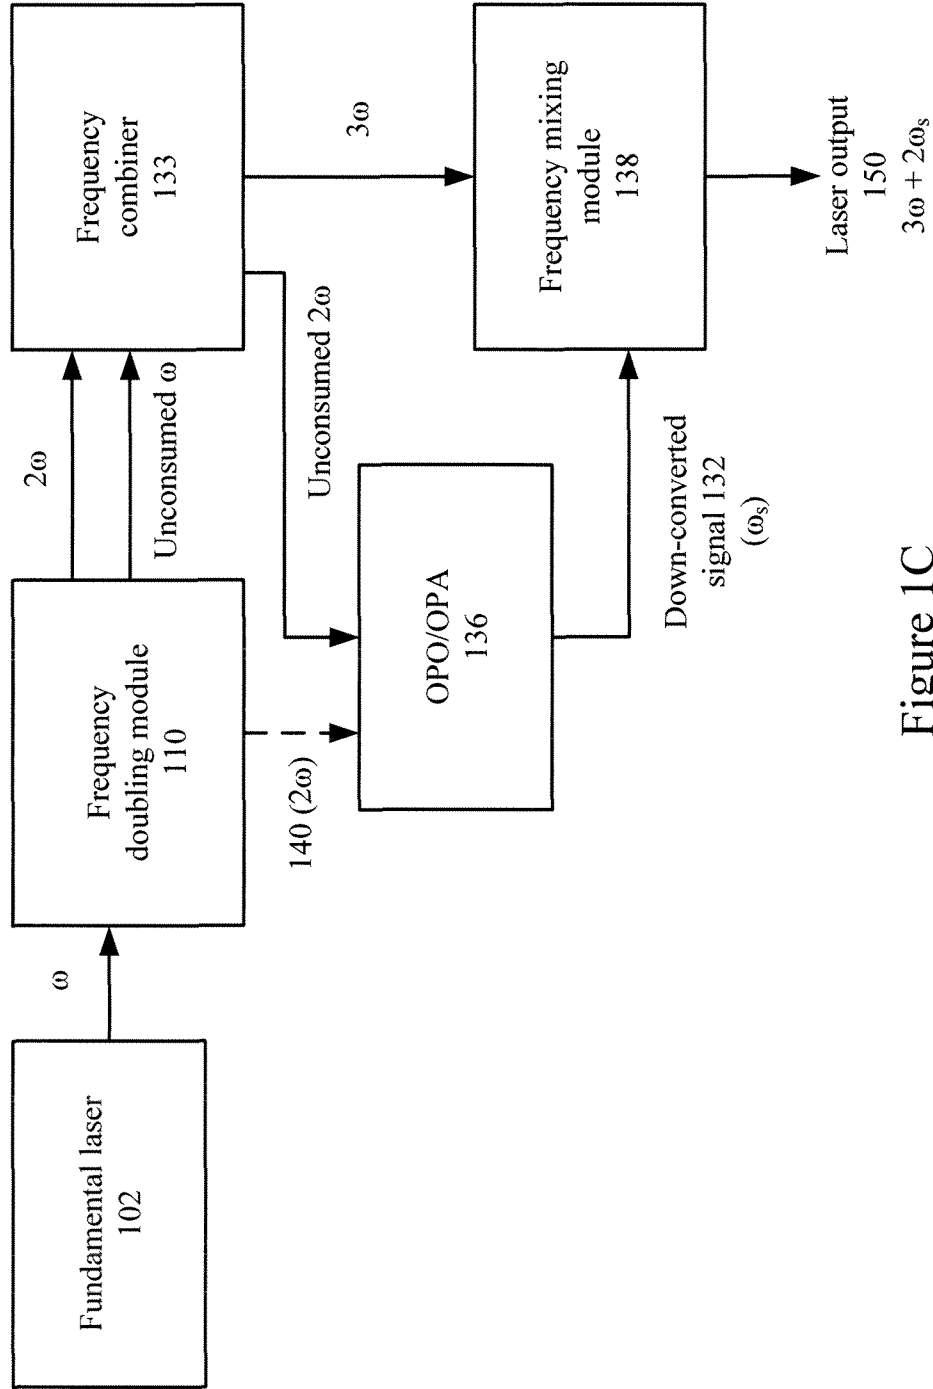 Fundamental laser
102
ω
Frequency
doubling module
110
2ω
Unconsumed ω
Frequency
combiner
133
140 (2ω)
Unconsumed 2ω
3ω
OPO/OPA
136
Down-converted
signal 132
(ωs)
Frequency mixing
module
138
Laser output
150
3ω + 2ωs
Figure 1C